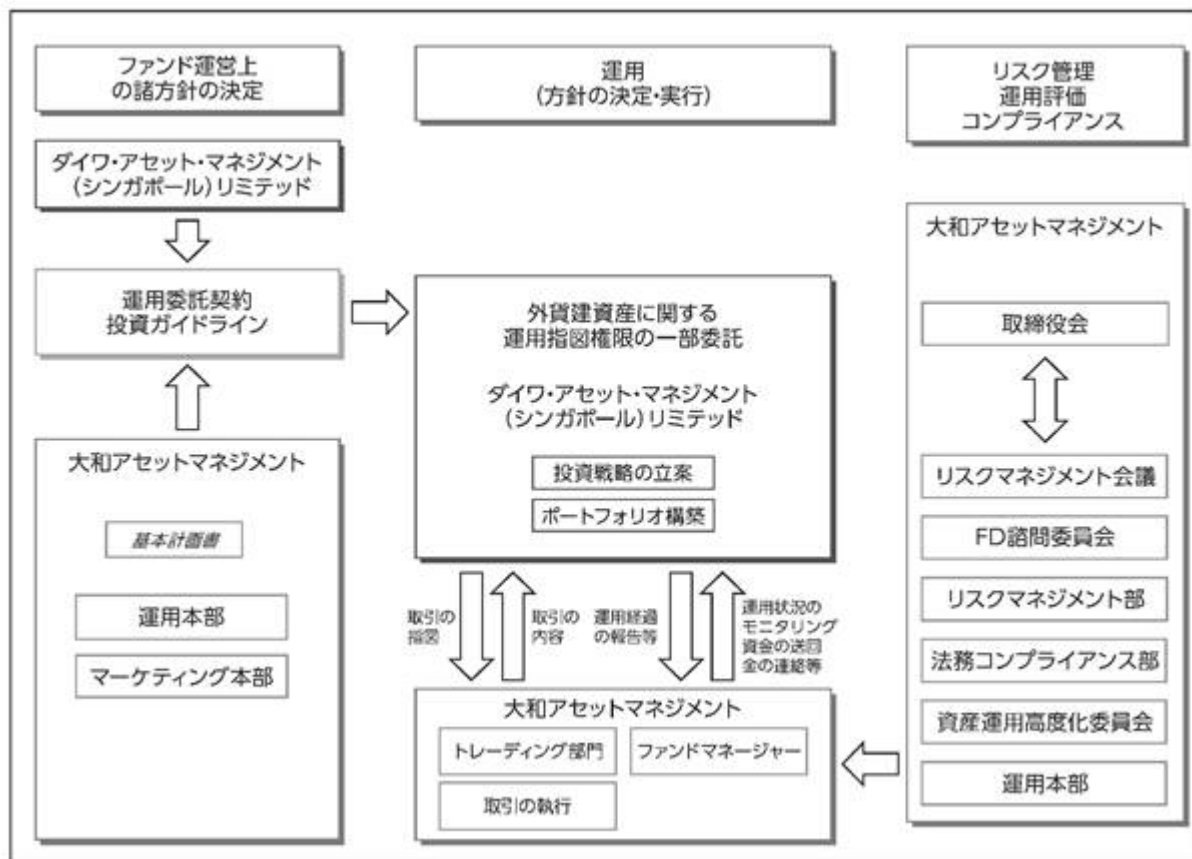 ファンド運営上
の諸方針の決定
ダイワ・アセット・マネジメント
(シンガポール)リミテッド
運用委託契約
投資ガイドライン
大和アセットマネジメント
基本計画書
運用本部
マーケティング本部
運用
(方針の決定・実行)
外貨建資産に関する
運用指図権限の一部委託
ダイワ・アセット・マネジメント
(シンガポール)リミテッド
投資戦略の立案
ポートフォリオ構築
取引の
指図
取引の
内容
運用経過
の報告等
運用状況の
モニタリング
資金の送回
金の連絡等
大和アセットマネジメント
トレーディング部門
ファンドマネージャー
取引の執行
リスク管理
運用評価
コンプライアンス
大和アセットマネジメント
取締役会
リスクマネジメント会議
FD諮問委員会
リスクマネジメント部
法務コンプライアンス部
資産運用高度化委員会
運用本部